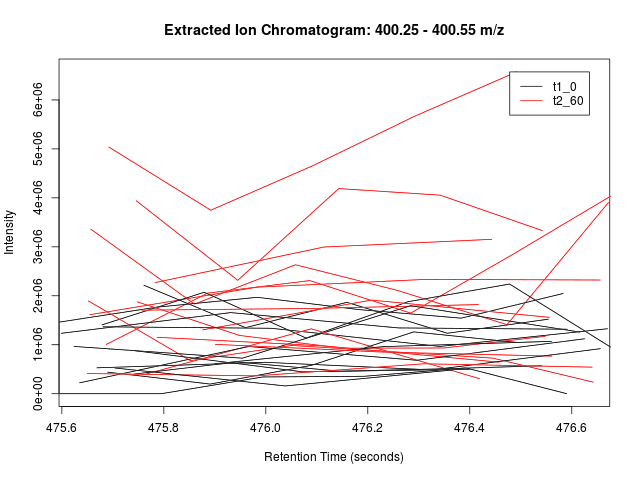 Extracted Ion Chromatogram: 400.25 - 400.55 m/z
t1_0
t2_60
6e+06
5e+06
4e+06
3e+06
2e+06
1e+06
0e+00
Intensity
475.6 475.8 476.0 476.2 476.4 476.6
Retention Time (seconds)